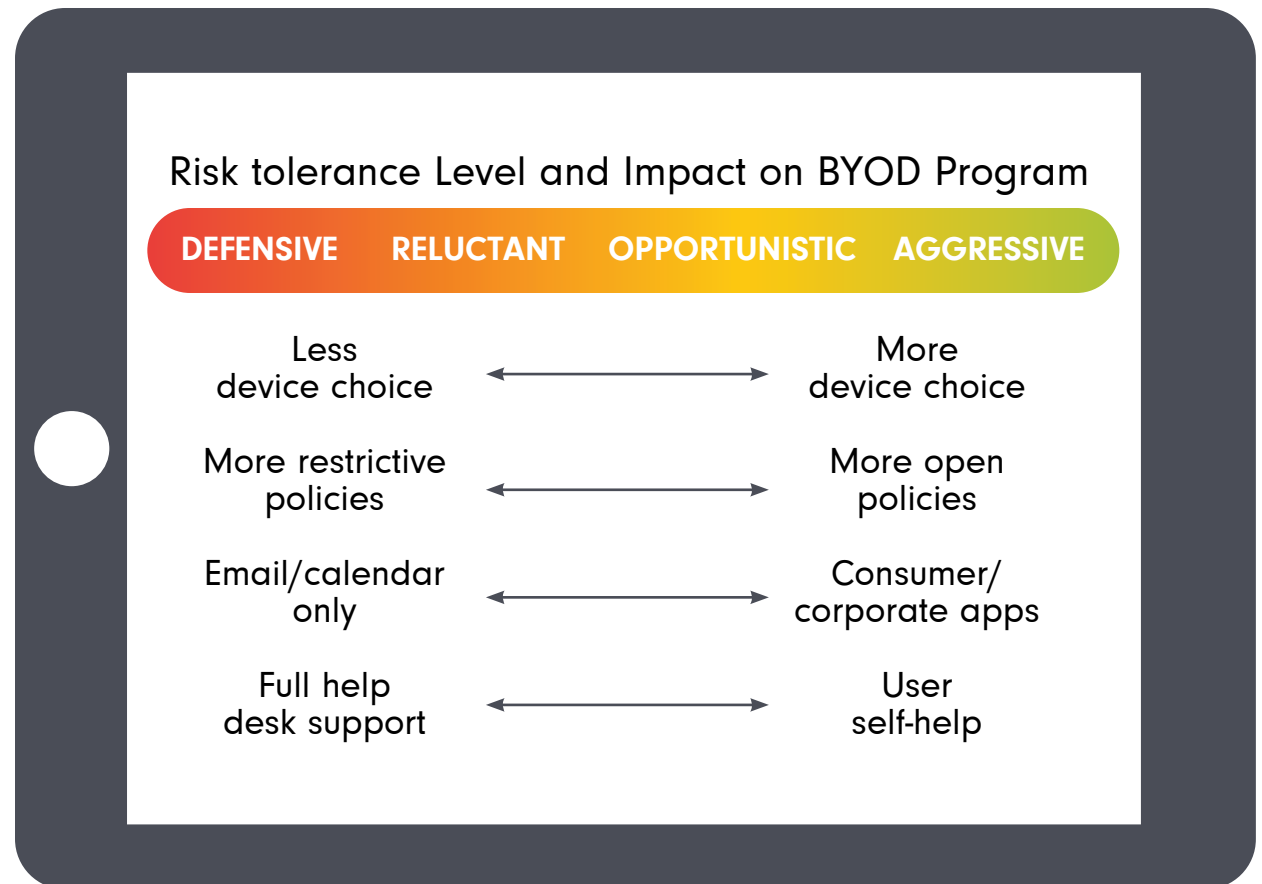 Risk tolerance Level and Impact on BYOD Program
DEFENSIVE RELUCTANT OPPORTUNISTIC AGGRESSIVE
Less
device choice
More
device choice
More restrictive
policies
More open
policies
Email/calendar
only
Consumer/
corporate apps
Full help
desk support
User
self-help